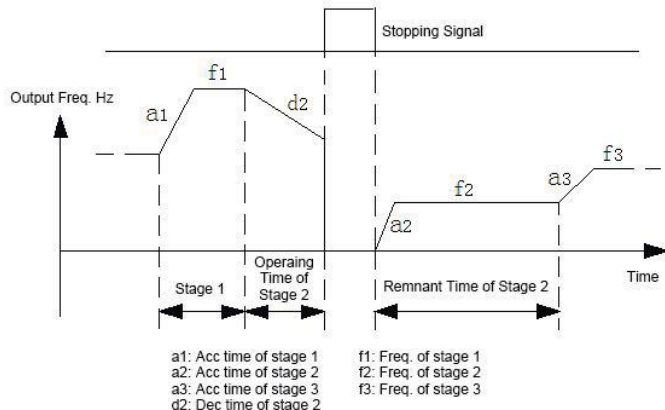 Stopping Signal
f1
Output Freq. Hz
a1
d2
f3
a3
f2
a2
Operaing
Time of
Stage 2
Time
Stage 1
Remnant Time of Stage 2
a1: Acc time of stage 1
f1: Freq. of stage 1
a2: Acc time of stage 2
f2: Freq. of stage 2
a3: Acc time of stage 3
f3: Freq. of stage 3
d2: Dec time of stage 2